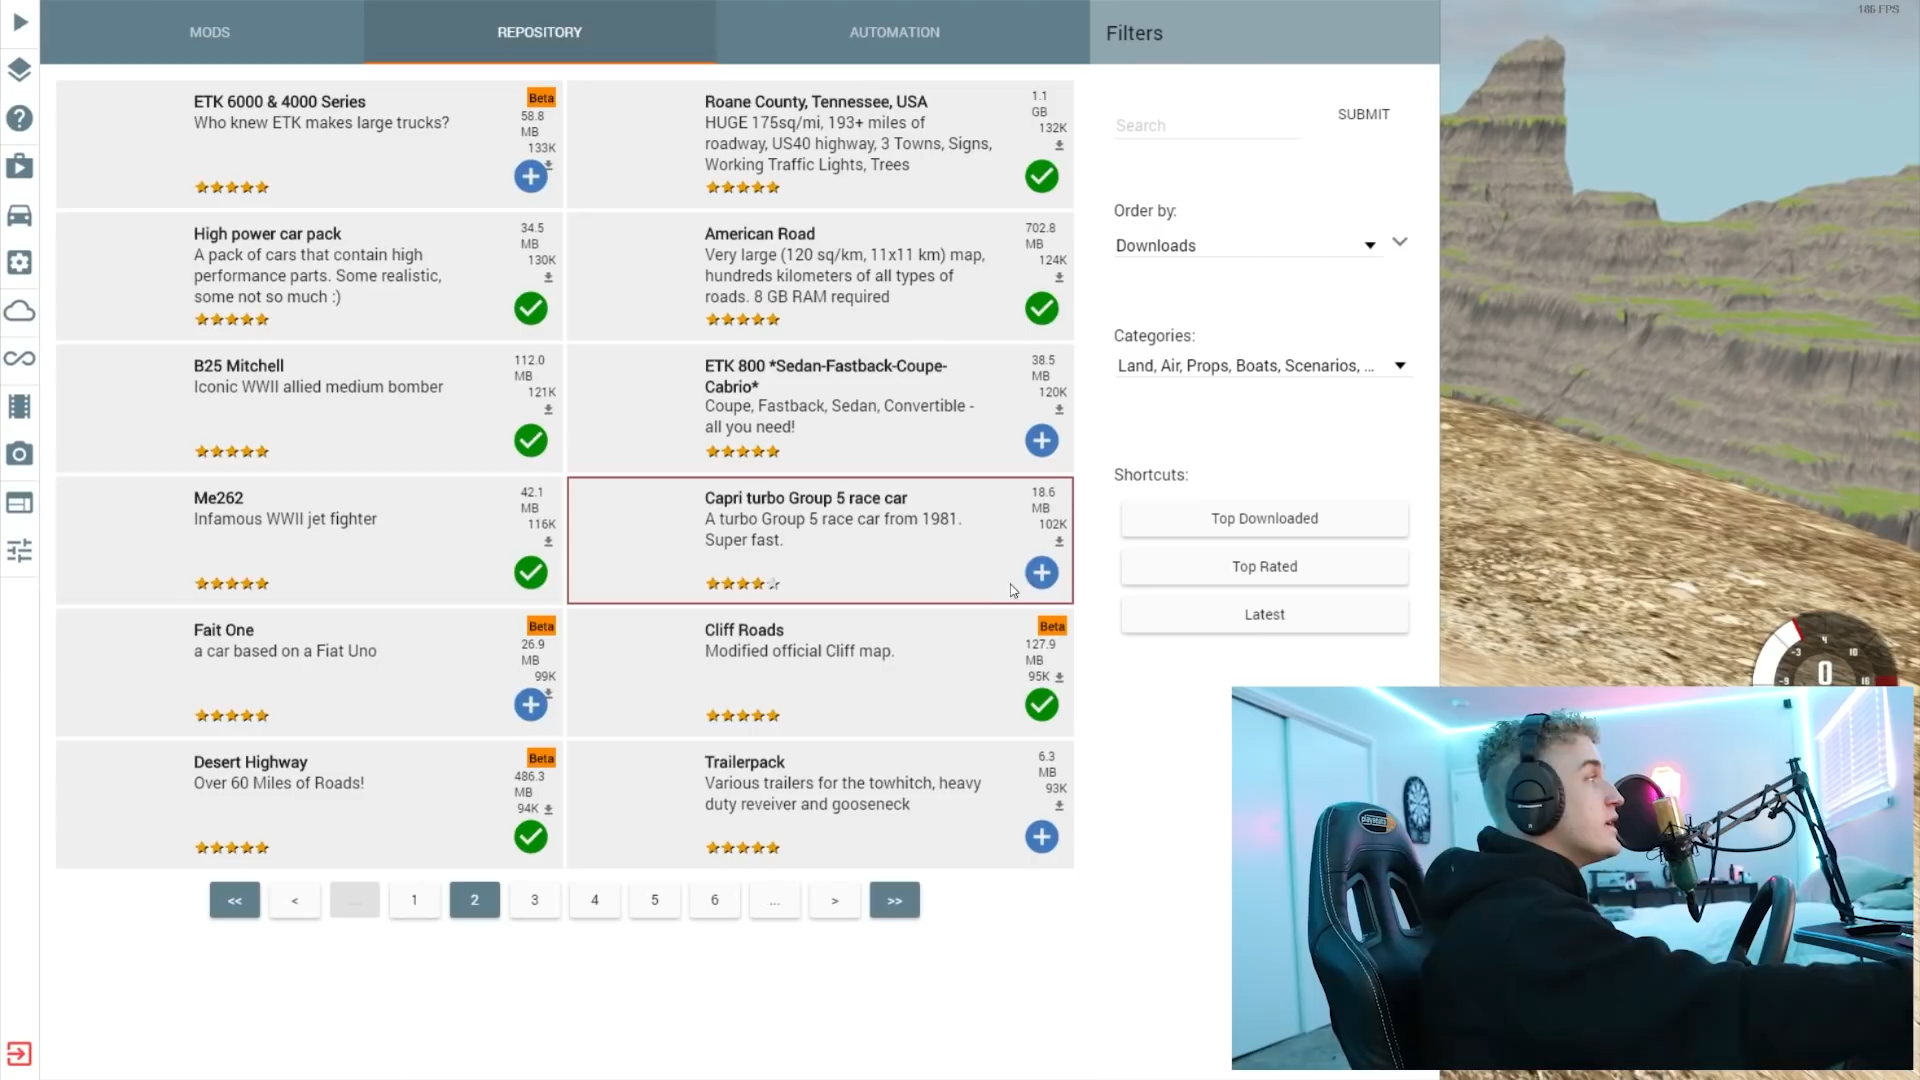 MODS
REPOSITORY
AUTOMATION
Filters
186 FPS
ETK 6000 & 4000 Series
Who knew ETK makes large trucks?
Beta
58.8
MB
133K
Roane County, Tennessee, USA
HUGE 175sq/mi, 193+ miles of
roadway, US40 highway, 3 Towns, Signs,
Working Traffic Lights, Trees
1.1
GB
132K
High power car pack
A pack of cars that contain high
performance parts. Some realistic,
some not so much :)
34.5
MB
130K
American Road
Very large (120 sq/km, 11x11 km) map,
hundreds kilometers of all types of
roads. 8 GB RAM required
702.8
MB
124K
B25 Mitchell
Iconic WWII allied medium bomber
112.0
MB
121K
ETK 800 *Sedan-Fastback-Coupe-
Cabrio*
Coupe, Fastback, Sedan, Convertible -
all you need!
38.5
MB
120K
Me262
Infamous WWII jet fighter
42.1
MB
116K
Capri turbo Group 5 race car
A turbo Group 5 race car from 1981.
Super fast.
18.6
MB
102K
Fait One
a car based on a Fiat Uno
Beta
26.9
MB
99K
Cliff Roads
Modified official Cliff map.
Beta
127.9
MB
95K
Desert Highway
Over 60 Miles of Roads!
Beta
486.3
MB
94K
Trailerpack
Various trailers for the towhitch, heavy
duty reveiver and gooseneck
6.3
MB
93K
<< < ... 1 2 3 4 5 6 ... > >>
Search
SUBMIT
Order by:
Downloads
Categories:
Land, Air, Props, Boats, Scenarios, ...
Shortcuts:
Top Downloaded
Top Rated
Latest
4
-3
10
-9
0
16
playseat